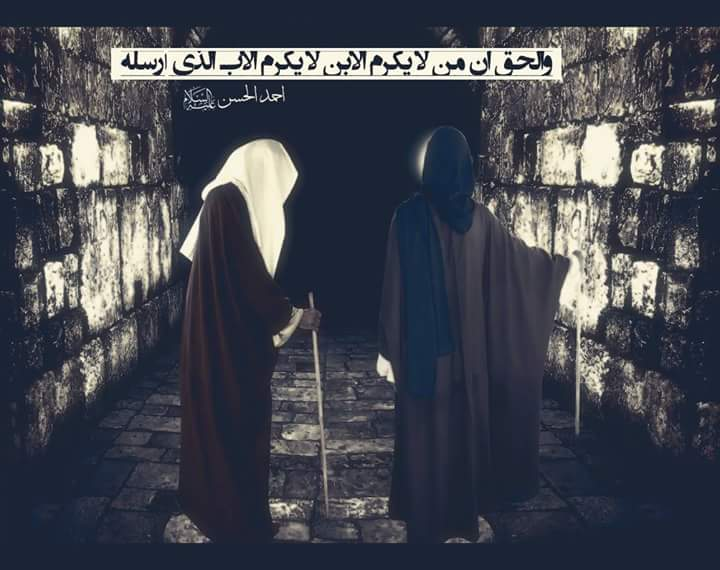 والحق ان من لا يكرم الابن لا يكرم الاب الذي ارسله
احمد الحسن عليه السلام